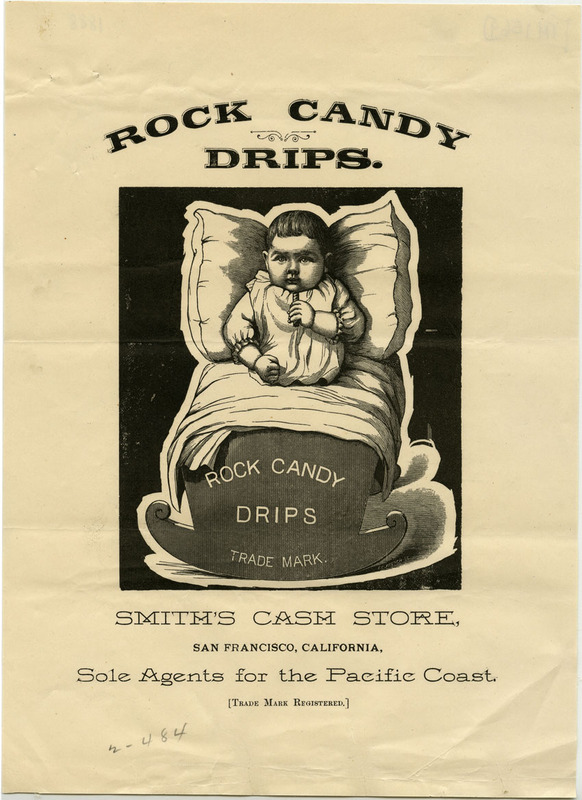 ROCK CANDY
DRIPS.
ROCK CANDY
DRIPS
TRADE MARK.
SMITH'S CASH STORE,
SAN FRANCISCO, CALIFORNIA,
Sole Agents for the Pacific Coast.
[Trade Mark Registered.]
2-484